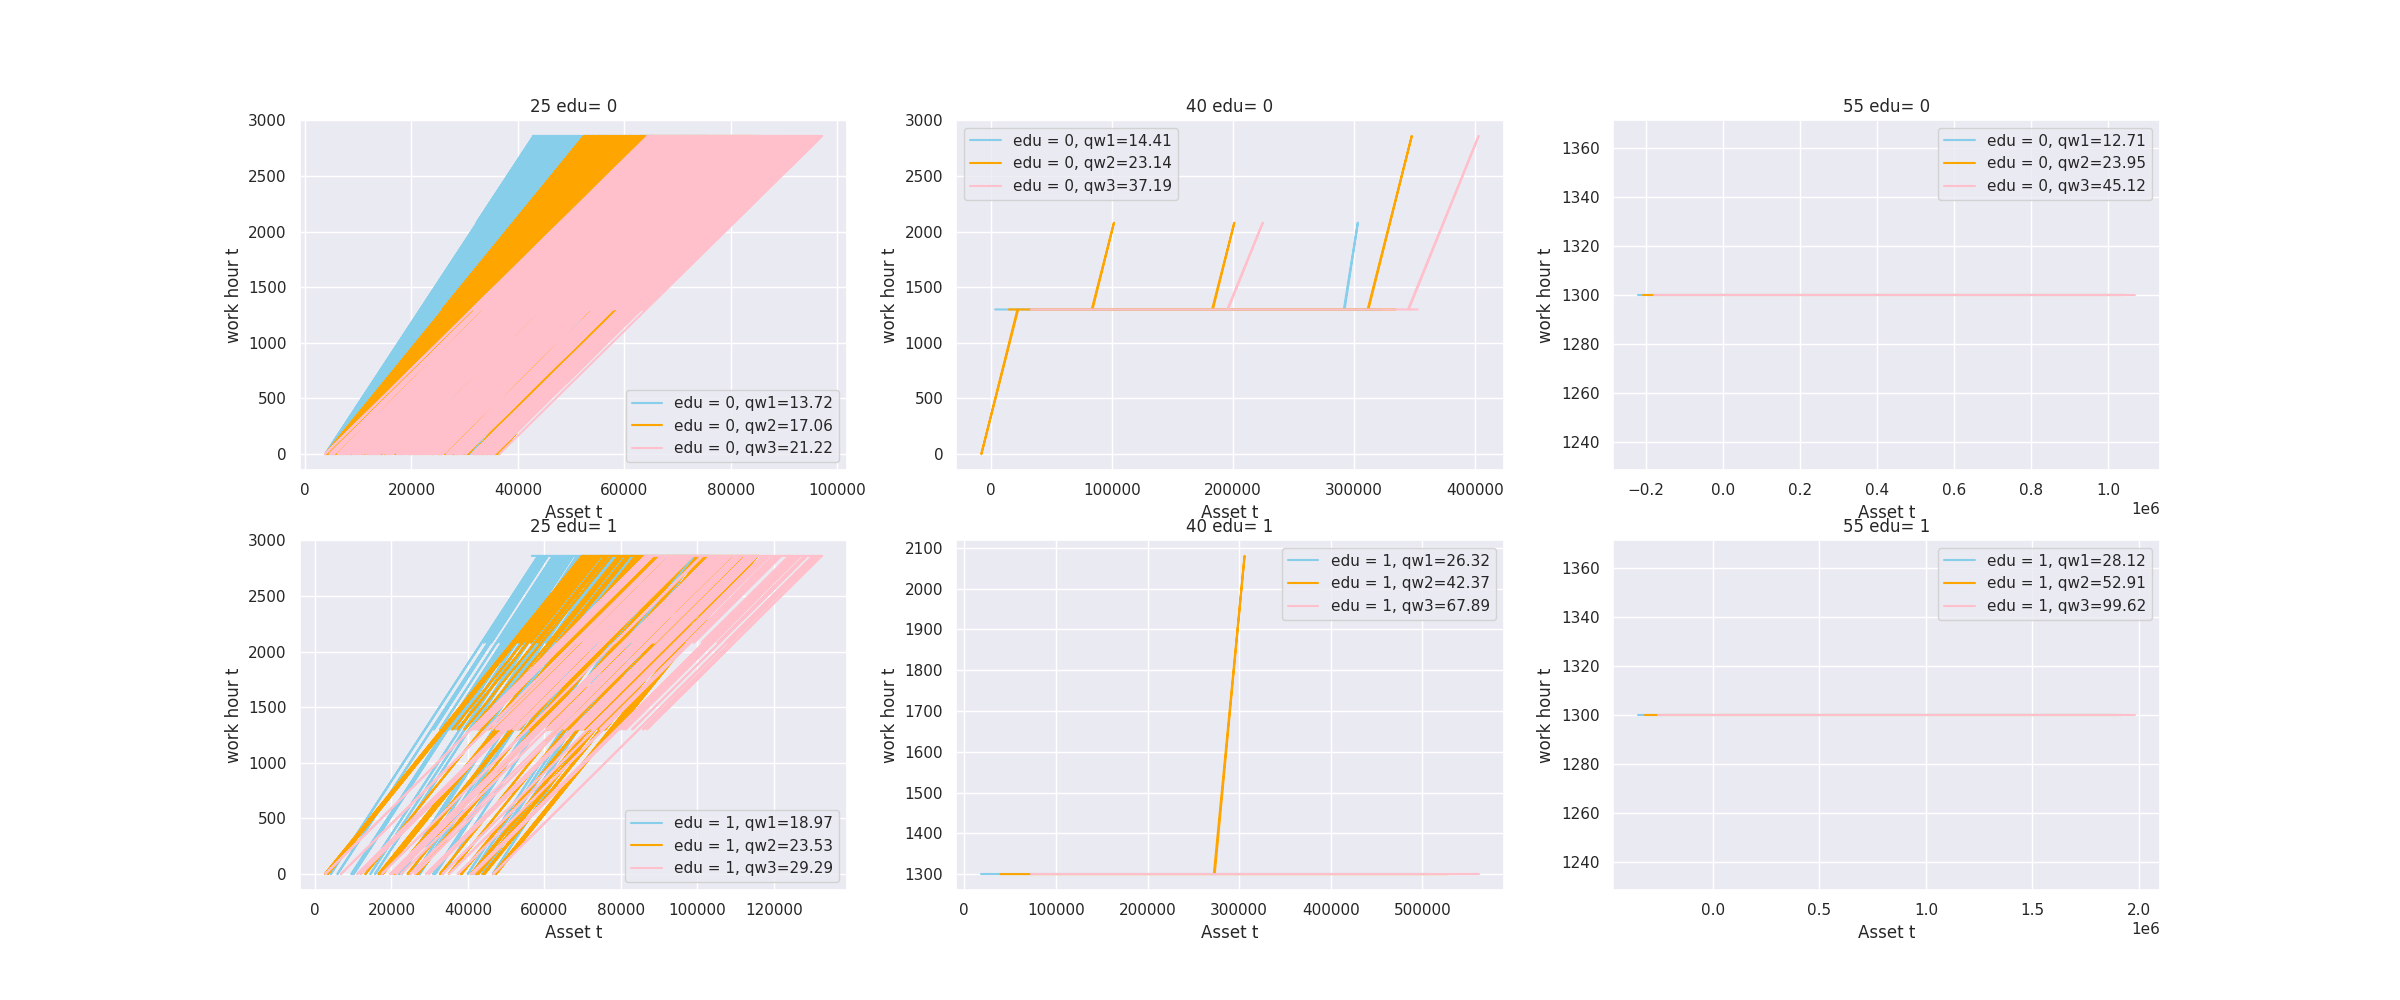 25 edu= 0
3000
2500
2000
1500
1000
500
0
work hour t
edu = 0, qw1=13.72
edu = 0, qw2=17.06
edu = 0, qw3=21.22
0 20000 40000 60000 80000 100000
Asset t
40 edu= 0
3000
2500
2000
1500
1000
500
0
work hour t
edu = 0, qw1=14.41
edu = 0, qw2=23.14
edu = 0, qw3=37.19
0 100000 200000 300000 400000
Asset t
55 edu= 0
1360
1340
1320
1300
1280
1260
1240
work hour t
edu = 0, qw1=12.71
edu = 0, qw2=23.95
edu = 0, qw3=45.12
−0.2 0.0 0.2 0.4 0.6 0.8 1.0
1e6
Asset t
25 edu= 1
3000
2500
2000
1500
1000
500
0
work hour t
edu = 1, qw1=18.97
edu = 1, qw2=23.53
edu = 1, qw3=29.29
0 20000 40000 60000 80000 100000 120000
Asset t
40 edu= 1
2100
2000
1900
1800
1700
1600
1500
1400
1300
work hour t
edu = 1, qw1=26.32
edu = 1, qw2=42.37
edu = 1, qw3=67.89
0 100000 200000 300000 400000 500000
Asset t
55 edu= 1
1360
1340
1320
1300
1280
1260
1240
work hour t
edu = 1, qw1=28.12
edu = 1, qw2=52.91
edu = 1, qw3=99.62
0.0 0.5 1.0 1.5 2.0
1e6
Asset t